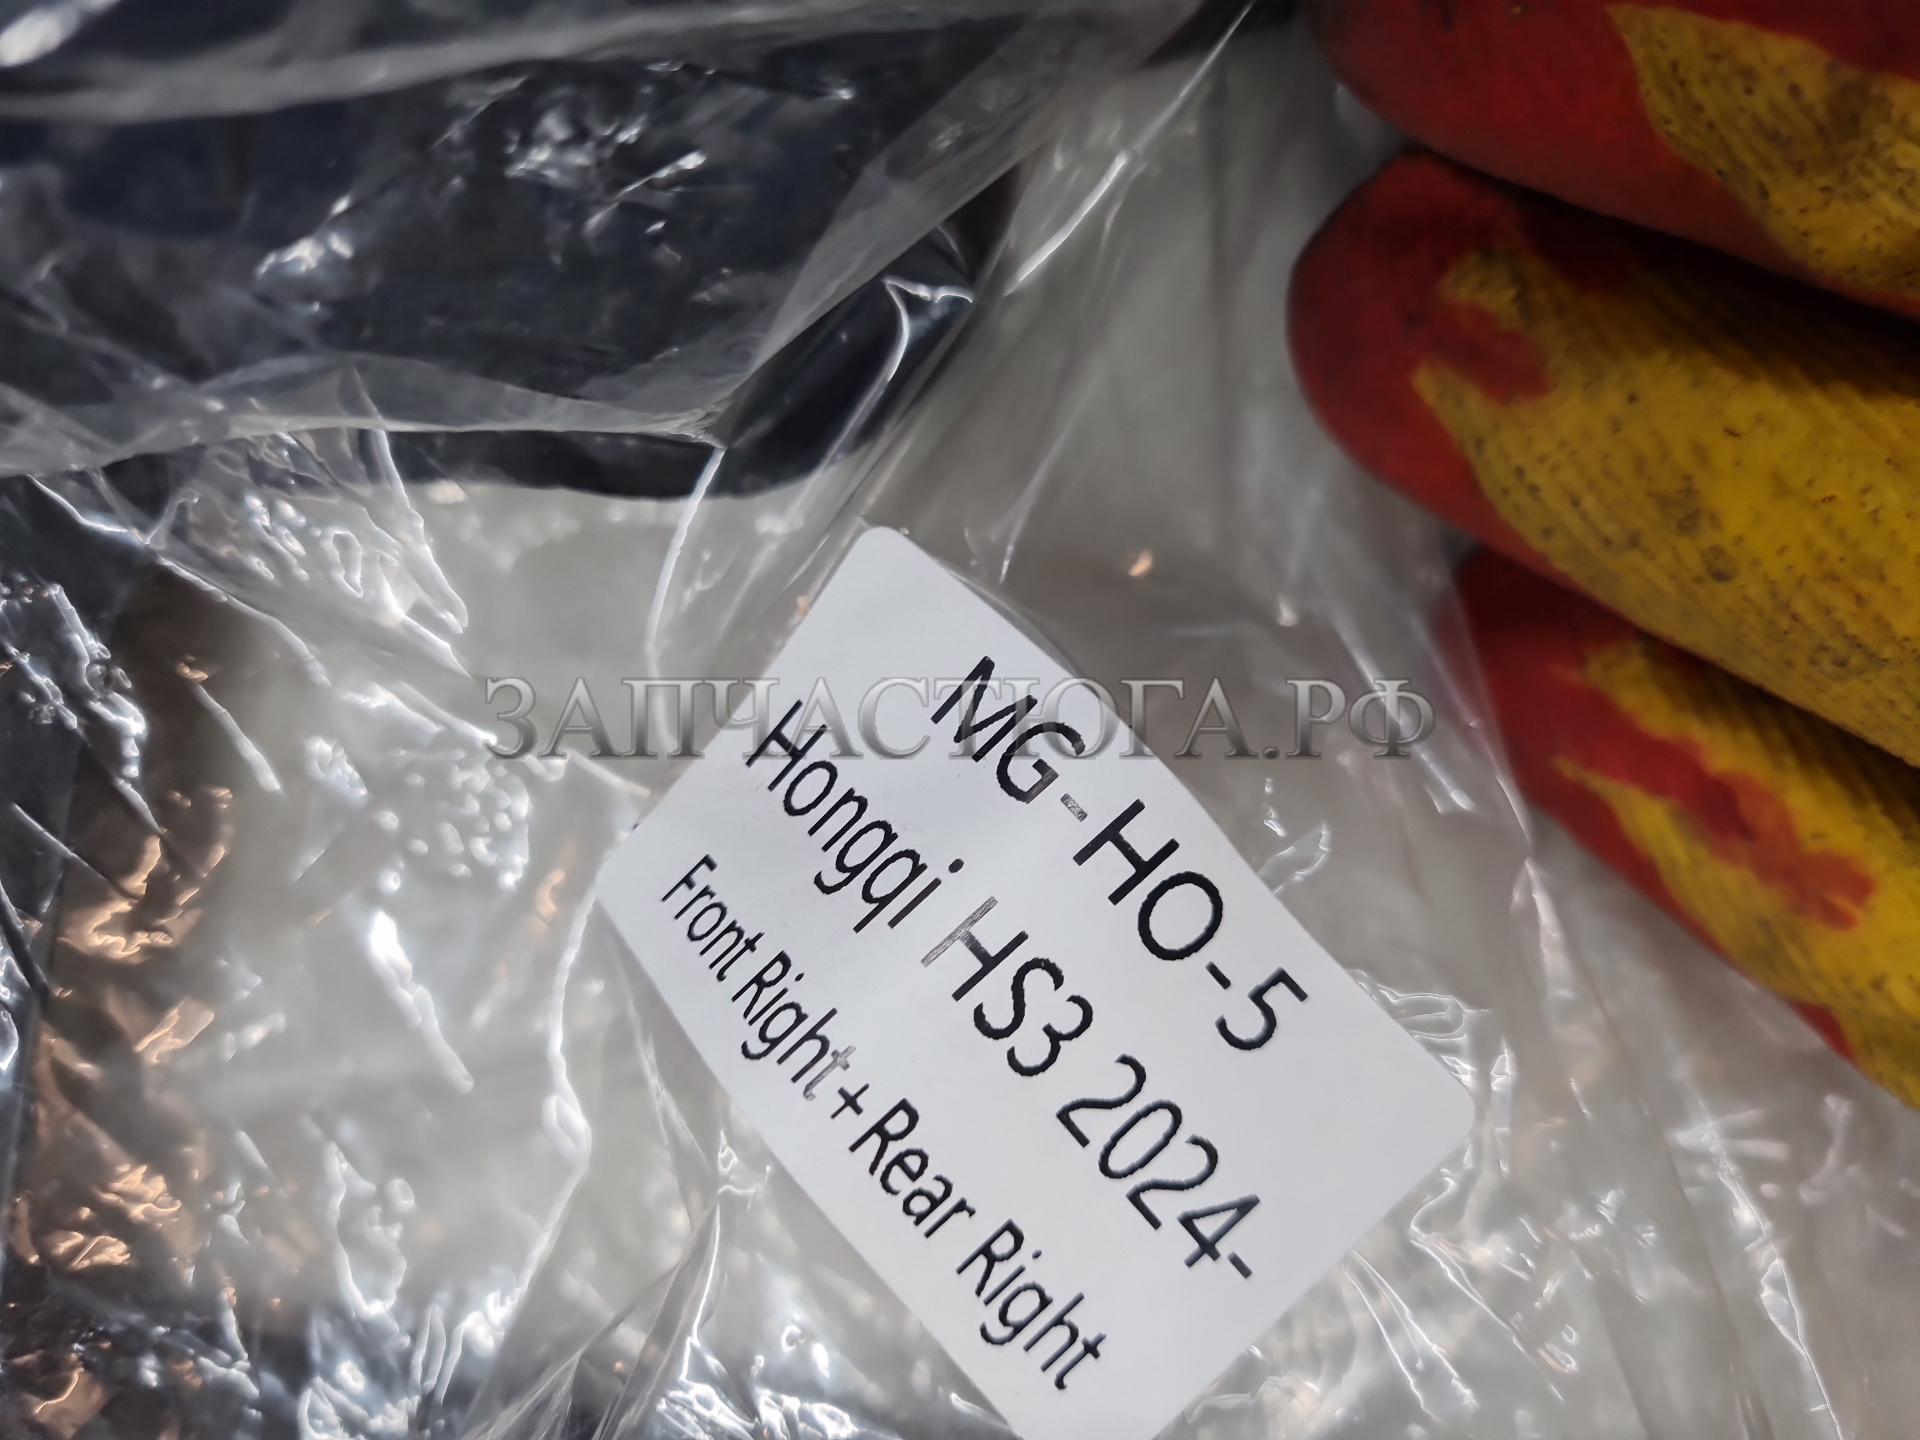 ЗАПЧАСТЮГА.РФ
MG-HO-5
Hongqi HS3 2024-
Front Right + Rear Right